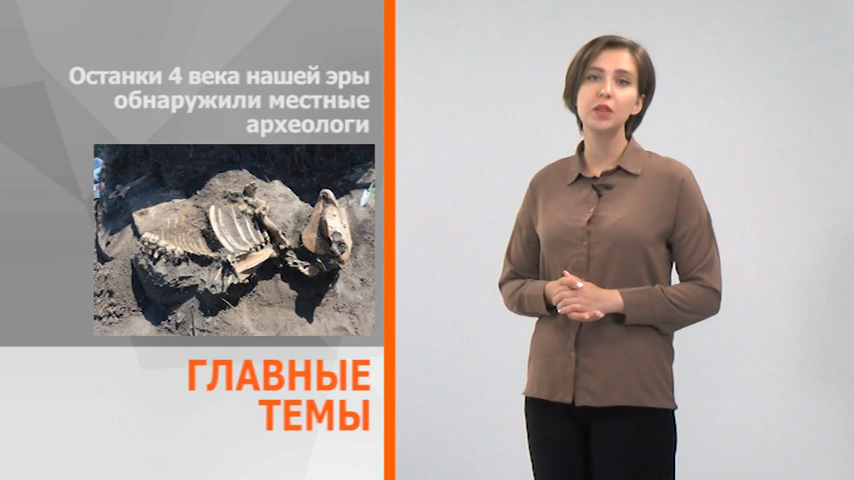 Останки 4 века нашей эры
обнаружили местные
археологи
ГЛАВНЫЕ
ТЕМЫ